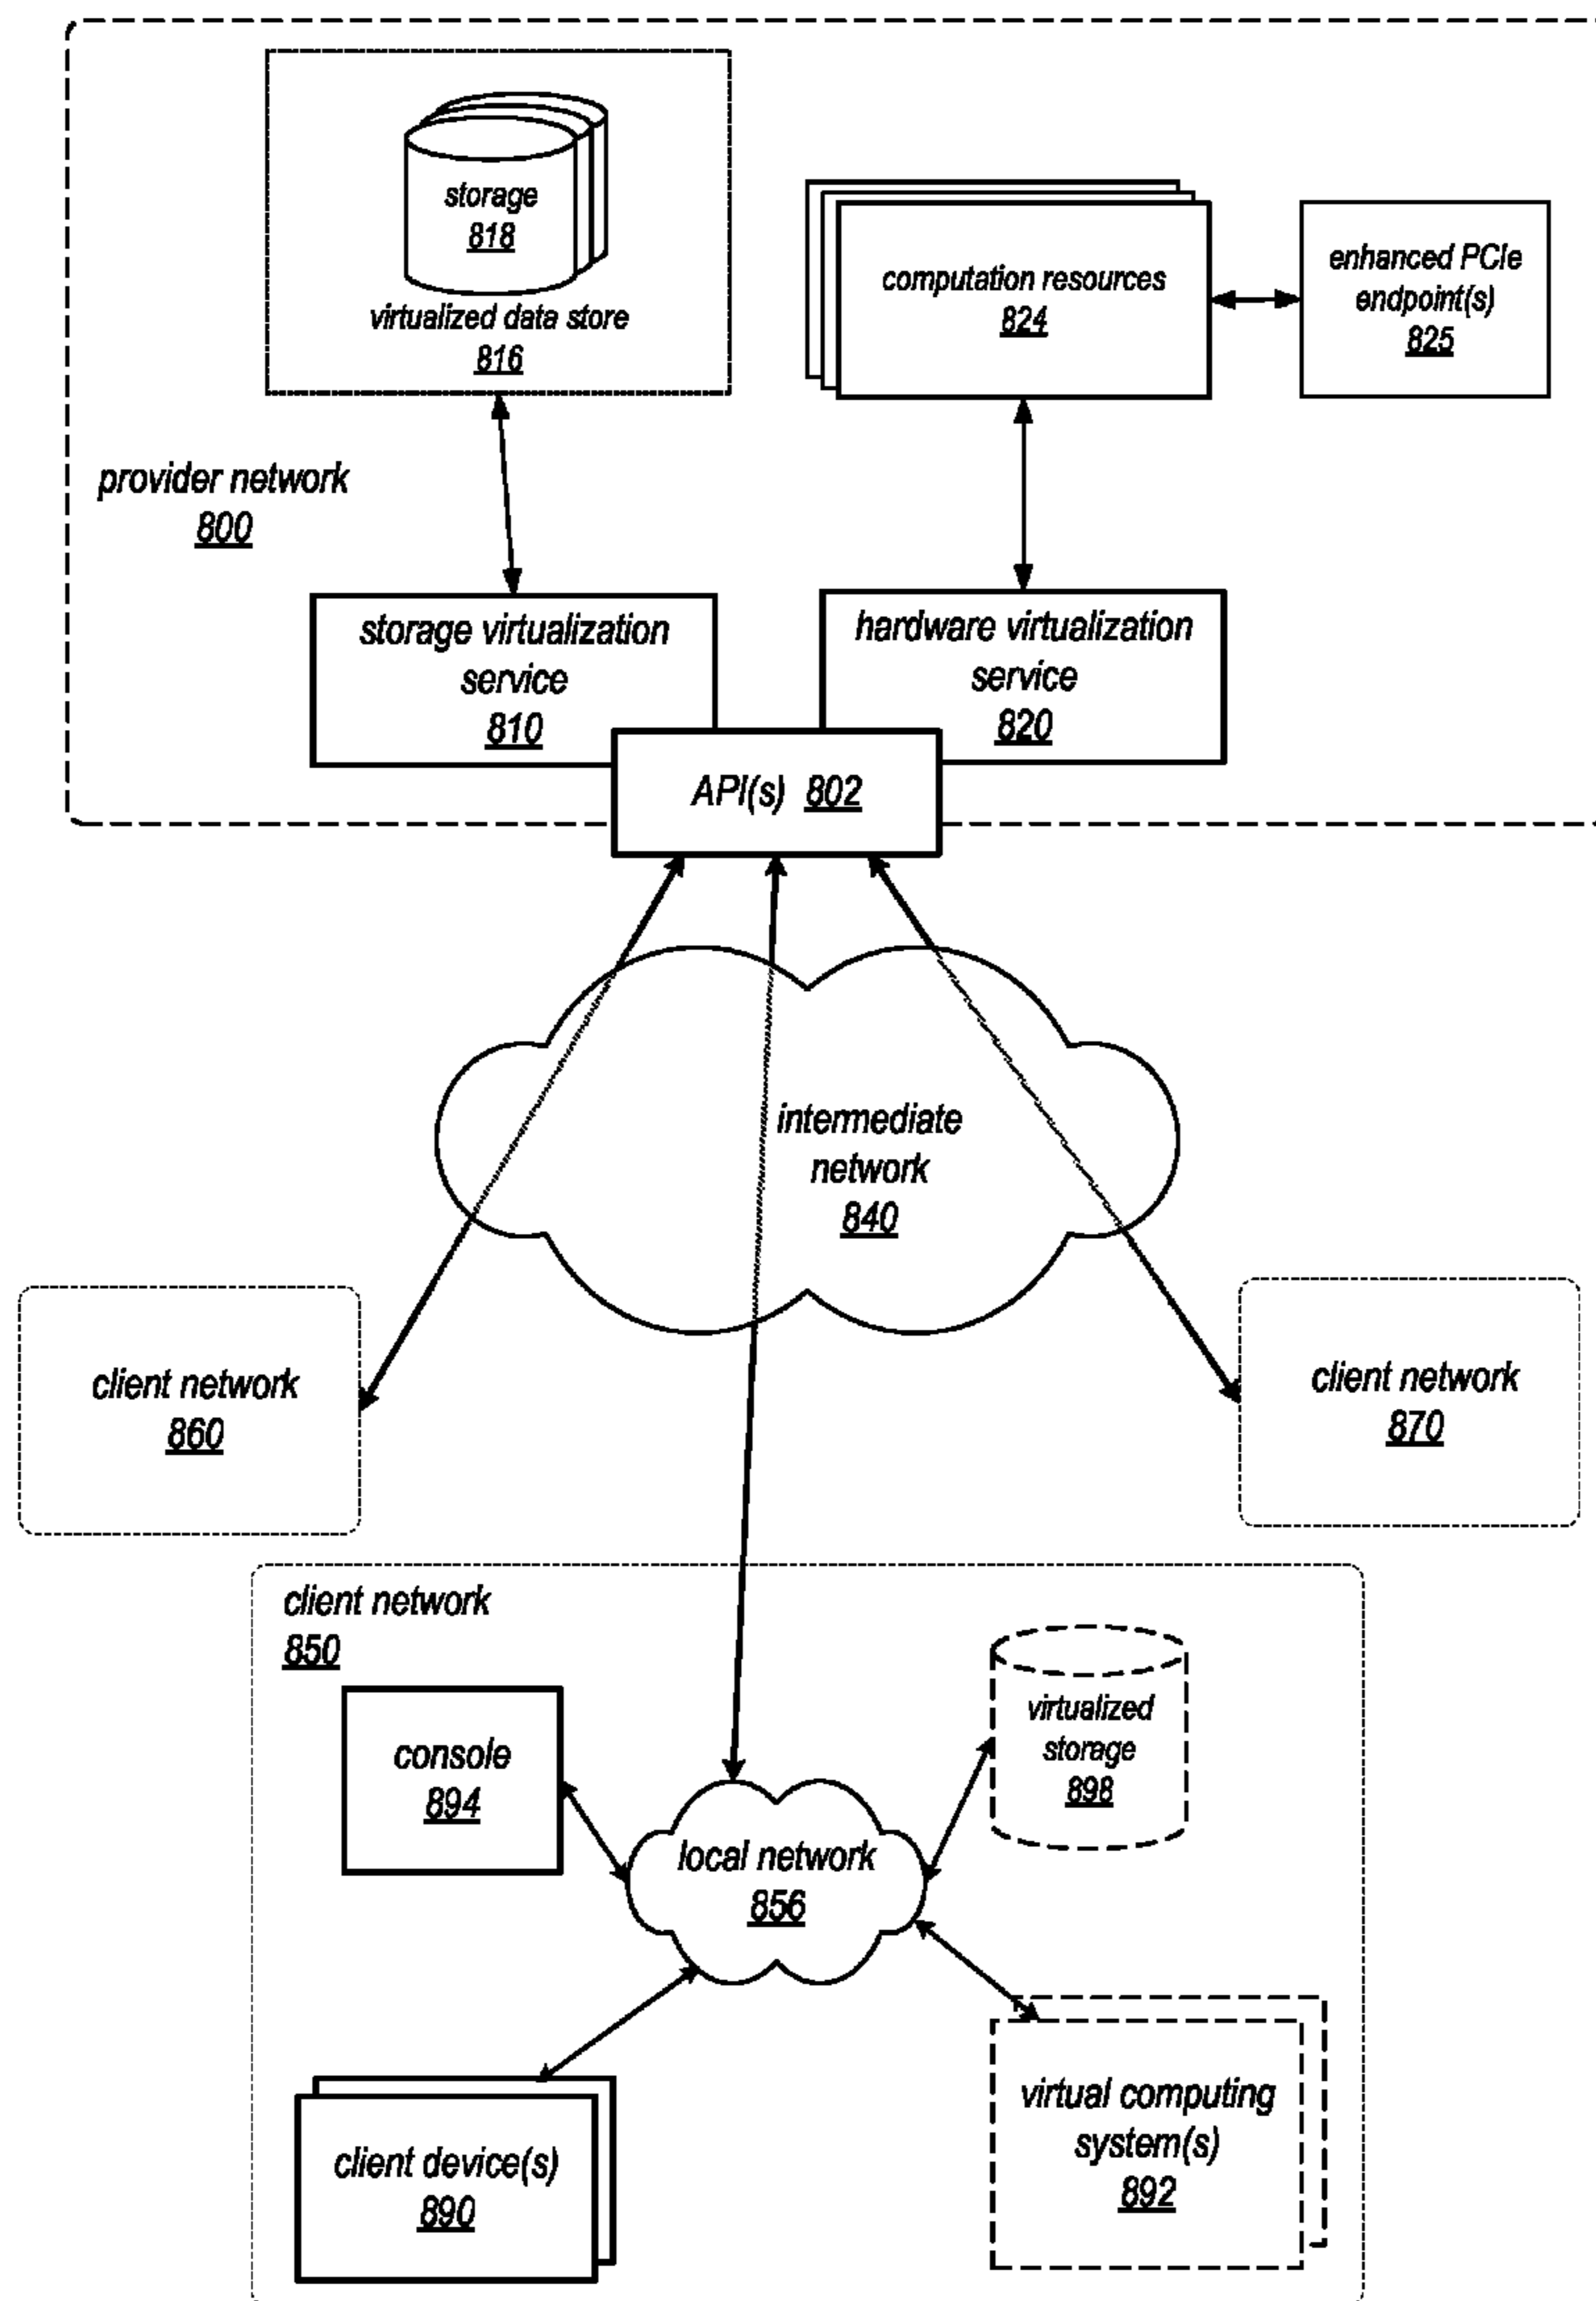 storage
818
virtualized data store
816
computation resources
824
enhanced PCIe
endpoint(s)
825
provider network
800
storage virtualization
service
810
hardware virtualization
service
820
API(s) 802
intermediate
network
840
client network
860
client network
870
client network
850
console
894
virtualized
storage
898
local network
856
client device(s)
890
virtual computing
system(s)
892